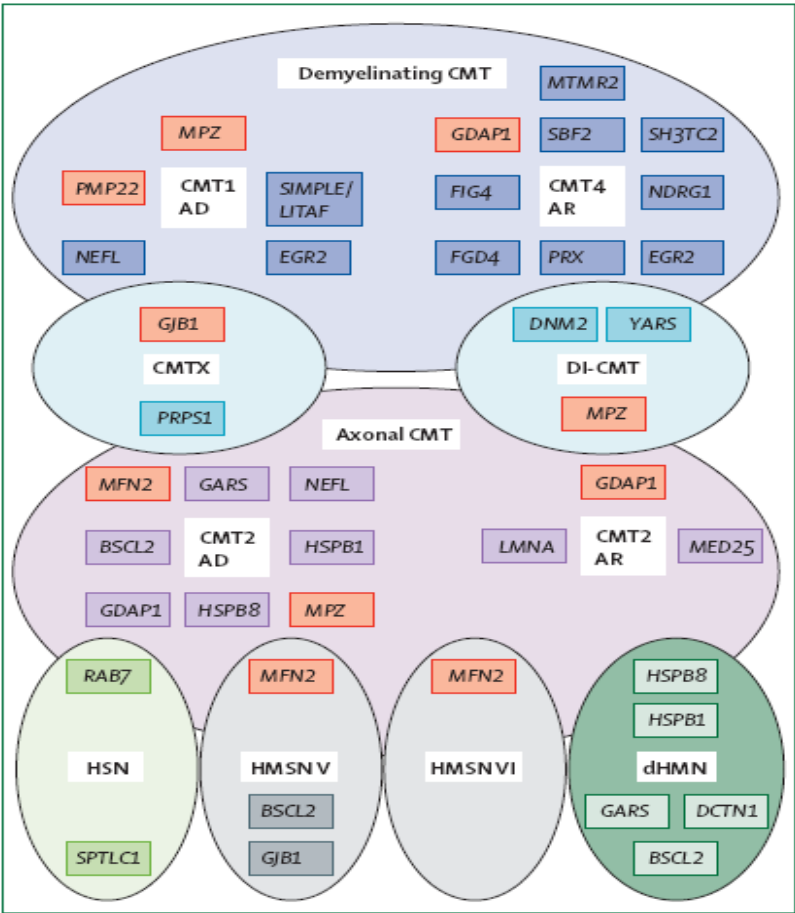 Demyelinating CMT
MPZ
PMP22
CMT1
AD
SIMPLE/
LITAF
NEFL
EGR2
MTMR2
GDAP1
SBF2
SH3TC2
FIG4
CMT4
AR
NDRG1
FGD4
PRX
EGR2
GJB1
CMTX
PRPS1
DNM2
YARS
DI-CMT
MPZ
Axonal CMT
MFN2
GARS
NEFL
BSCL2
CMT2
AD
HSPB1
GDAP1
HSPB8
MPZ
GDAP1
LMNA
CMT2
AR
MED25
RAB7
HSN
SPTLC1
MFN2
HMSN V
BSCL2
GJB1
MFN2
HMSN VI
HSPB8
HSPB1
dHMN
GARS
DCTN1
BSCL2